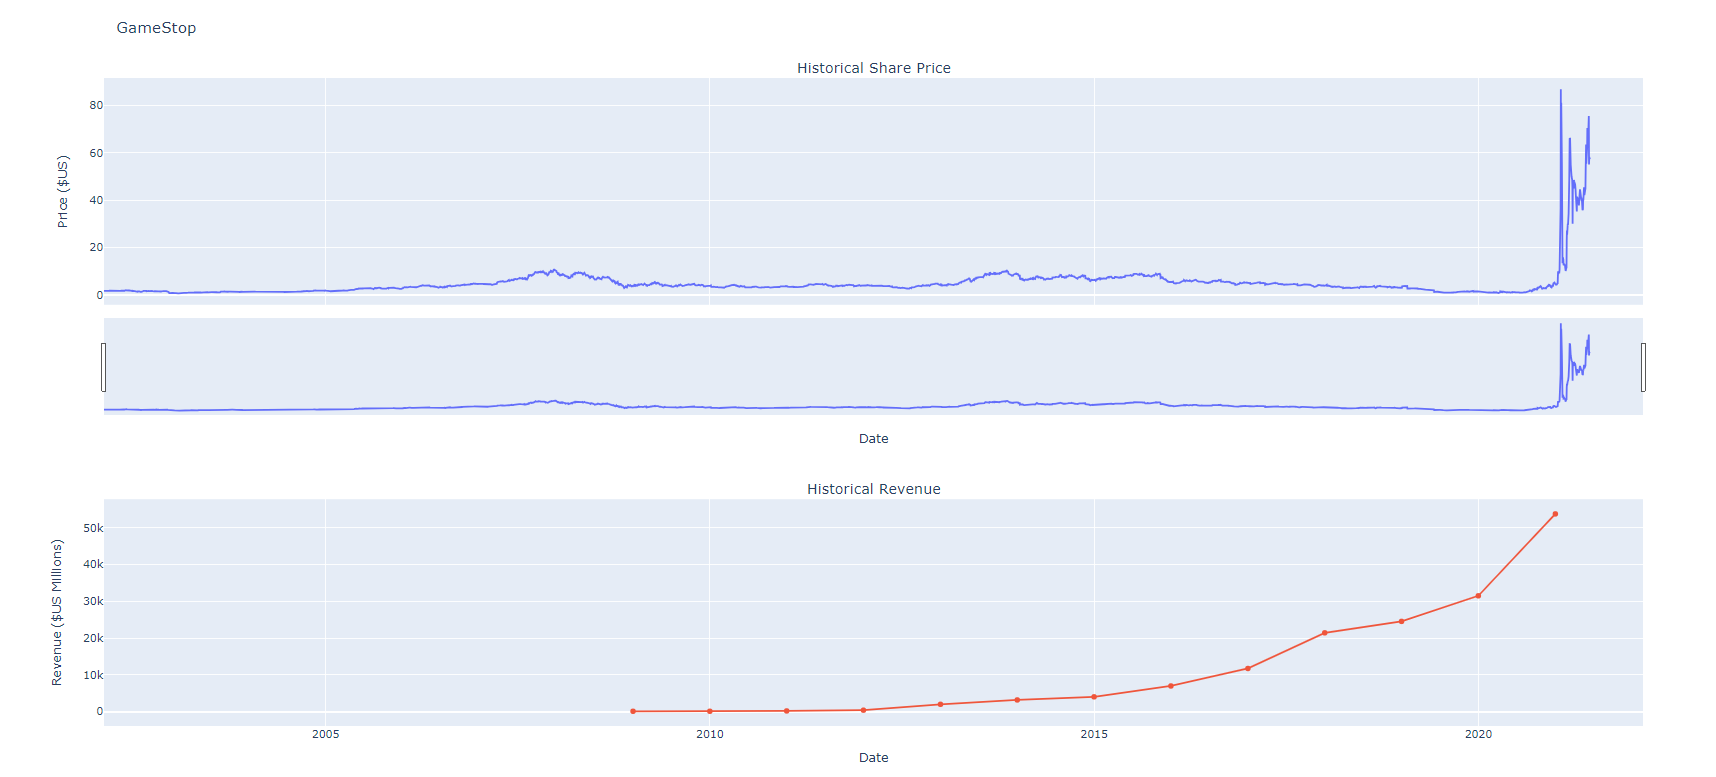 GameStop
Historical Share Price
Price ($US)
80
60
40
20
0
Date
Historical Revenue
Revenue ($US Millions)
50k
40k
30k
20k
10k
0
2005
2010
2015
2020
Date